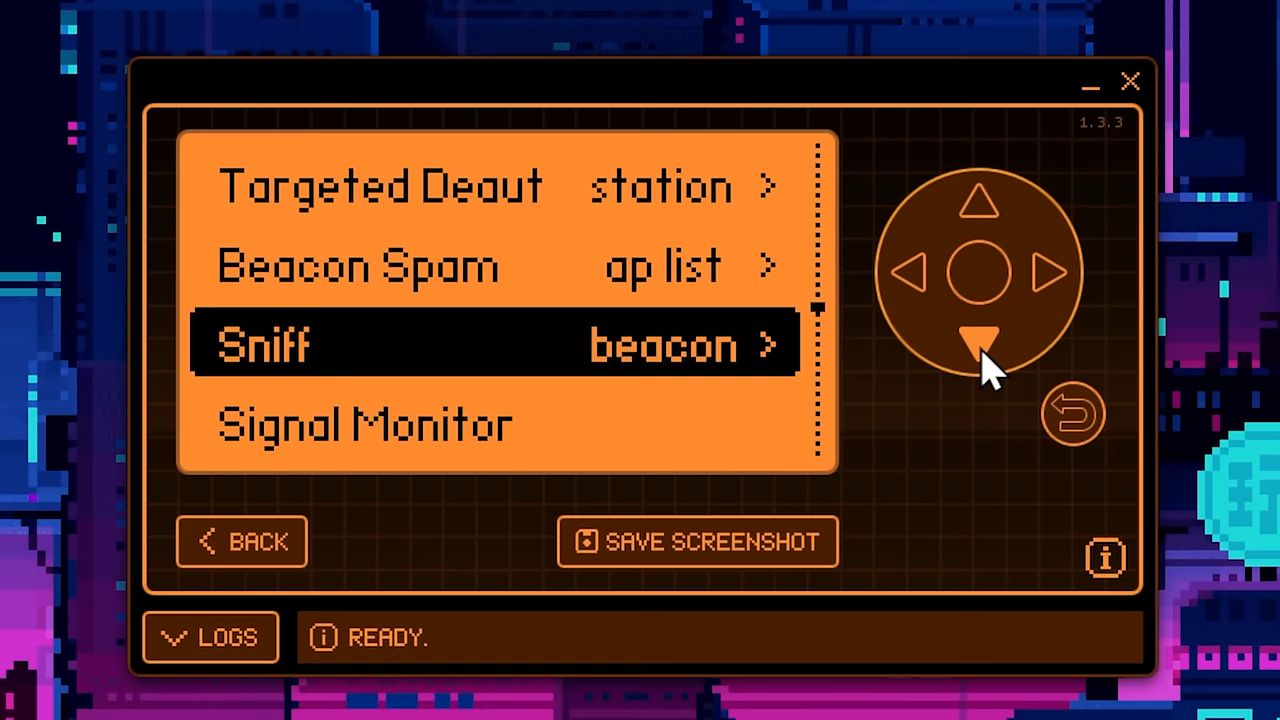 1.3.3
Targeted Deaut station >
Beacon Spam ap list >
Sniff beacon >
Signal Monitor
BACK
SAVE SCREENSHOT
LOGS
READY.